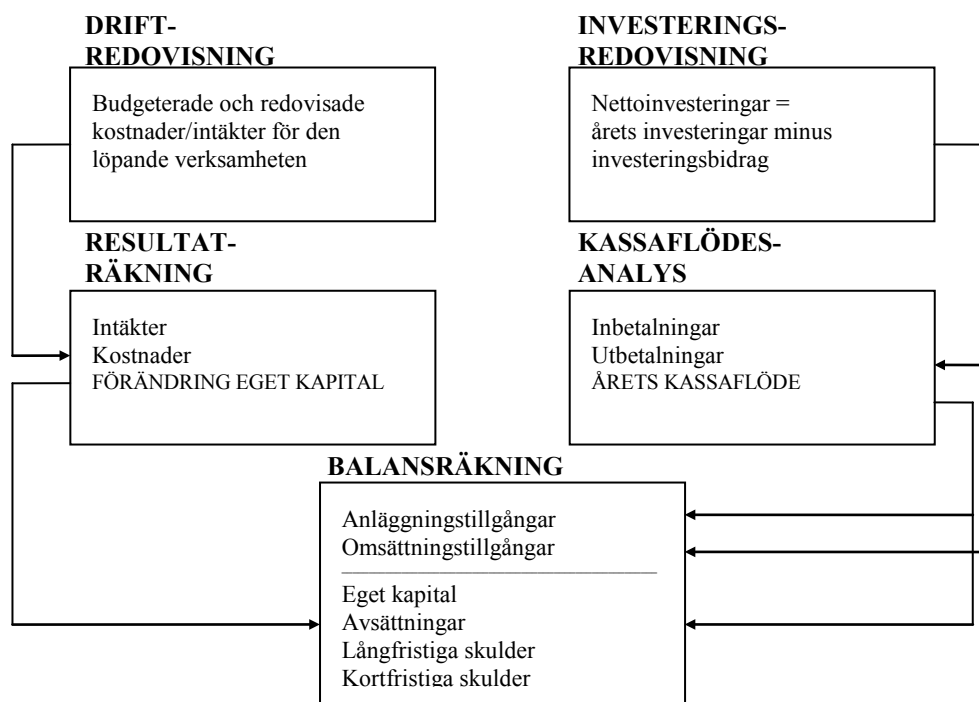 DRIFT-
REDOVISNING
Budgeterade och redovisade
kostnader/intäkter för den
löpande verksamheten
INVESTERINGS-
REDOVISNING
Nettoinvesteringar =
årets investeringar minus
investeringsbidrag
RESULTAT-
RÄKNING
Intäkter
Kostnader
FÖRÄNDRING EGET KAPITAL
KASSAFLÖDES-
ANALYS
Inbetalningar
Utbetalningar
ÅRETS KASSAFLÖDE
BALANSRÄKNING
Anläggningstillgångar
Omsättningstillgångar
Eget kapital
Avsättningar
Långfristiga skulder
Kortfristiga skulder